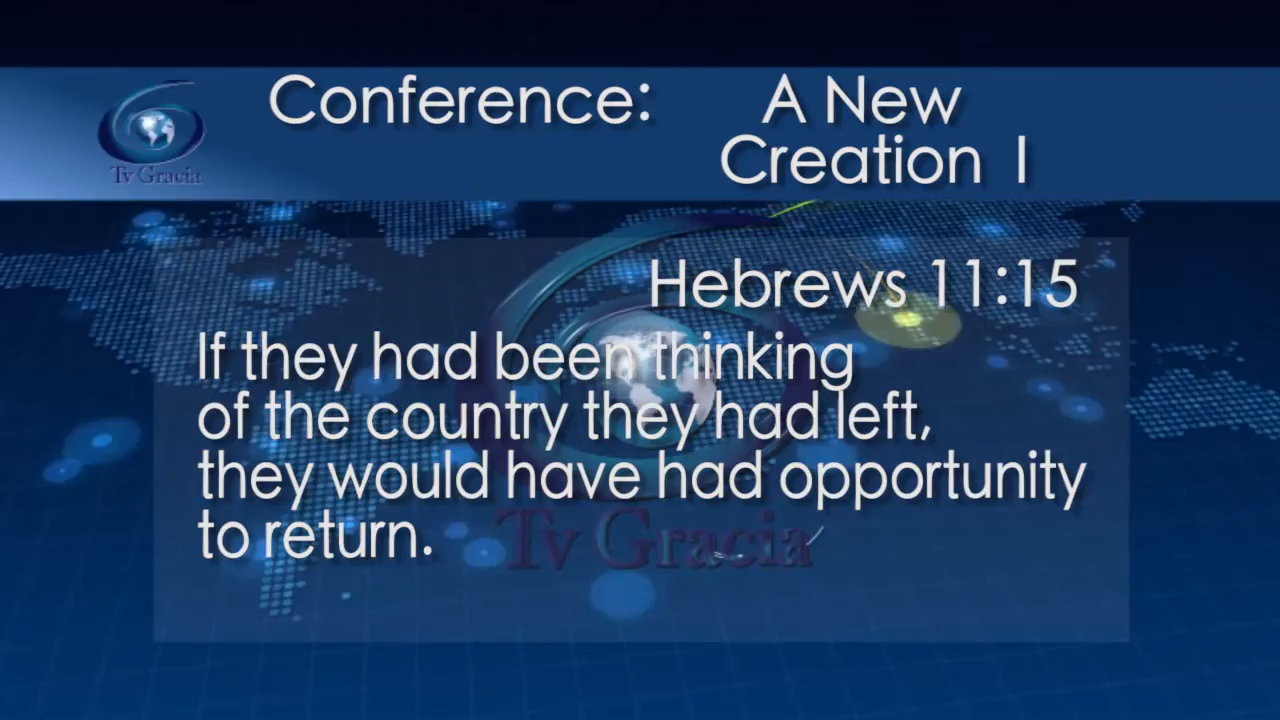 Conference: A New
Creation I
Tv Gracia
Hebrews 11:15
If they had been thinking
of the country they had left,
they would have had opportunity
to return.
Tv Gracia